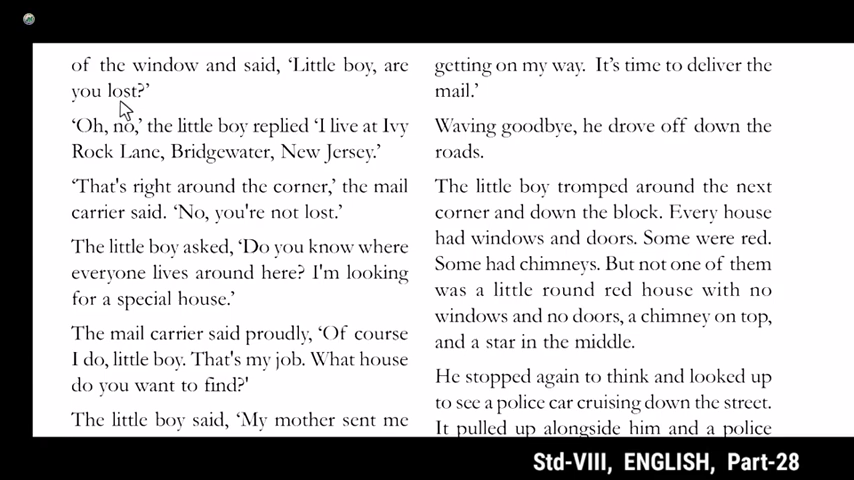 of the window and said, ‘Little boy, are
you lost?’
‘Oh, no,’ the little boy replied ‘I live at Ivy
Rock Lane, Bridgewater, New Jersey.’
‘That's right around the corner,’ the mail
carrier said. ‘No, you're not lost.’
The little boy asked, ‘Do you know where
everyone lives around here? I'm looking
for a special house.’
The mail carrier said proudly, ‘Of course
I do, little boy. That's my job. What house
do you want to find?'
The little boy said, ‘My mother sent me
getting on my way. It’s time to deliver the
mail.’
Waving goodbye, he drove off down the
roads.
The little boy tromped around the next
corner and down the block. Every house
had windows and doors. Some were red.
Some had chimneys. But not one of them
was a little round red house with no
windows and no doors, a chimney on top,
and a star in the middle.
He stopped again to think and looked up
to see a police car cruising down the street.
It pulled up alongside him and a police
Std-VIII, ENGLISH, Part-28